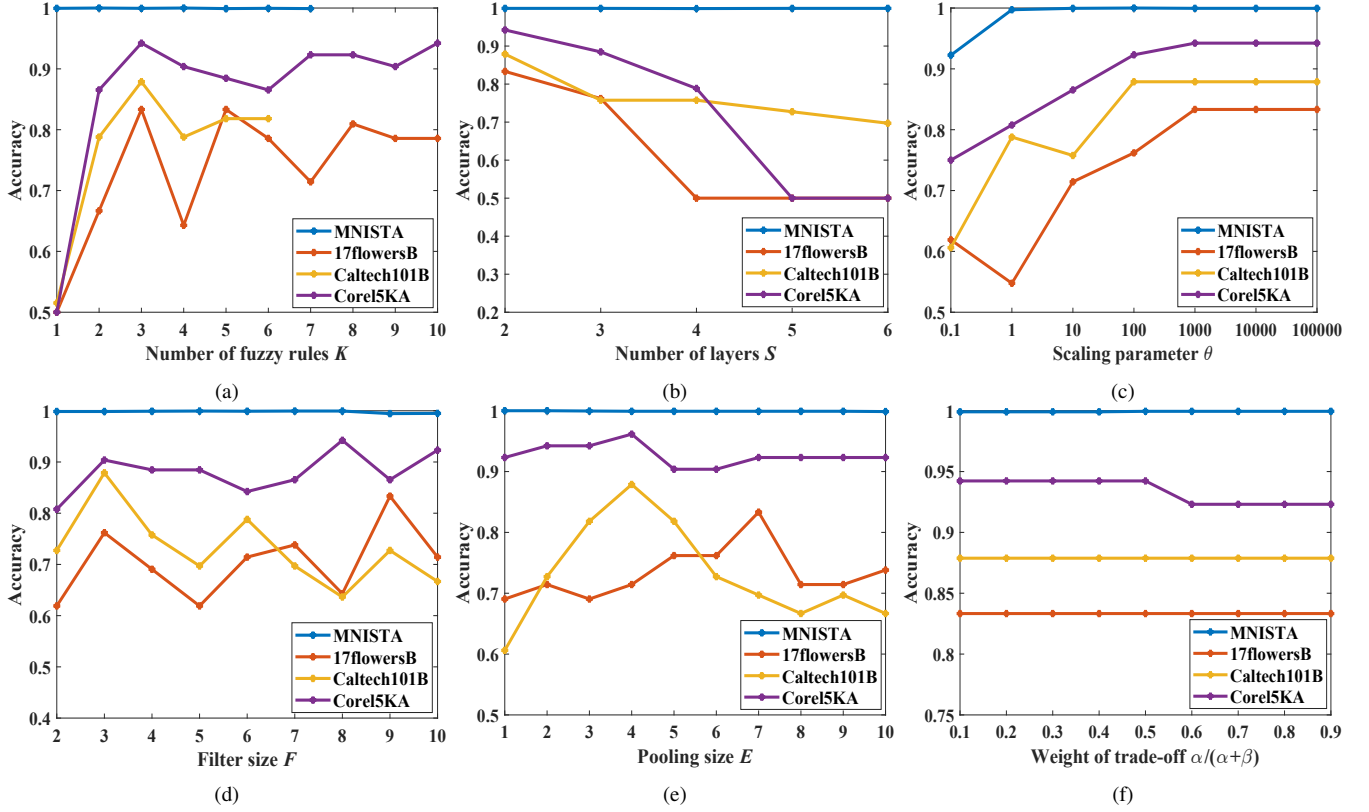 1
0.9
0.8
0.7
0.6
0.5
Accuracy
1 2 3 4 5 6 7 8 9 10
Number of fuzzy rules K
MNISTA
17flowersB
Caltech101B
Corel5KA
(a)
1
0.9
0.8
0.7
0.6
0.5
0.4
0.3
0.2
Accuracy
2 3 4 5 6
Number of layers S
MNISTA
17flowersB
Caltech101B
Corel5KA
(b)
1
0.9
0.8
0.7
0.6
0.5
Accuracy
0.1 1 10 100 1000 10000 100000
Scaling parameter θ
MNISTA
17flowersB
Caltech101B
Corel5KA
(c)
1
0.9
0.8
0.7
0.6
0.5
0.4
Accuracy
2 3 4 5 6 7 8 9 10
Filter size F
MNISTA
17flowersB
Caltech101B
Corel5KA
(d)
1
0.9
0.8
0.7
0.6
0.5
Accuracy
1 2 3 4 5 6 7 8 9 10
Pooling size E
MNISTA
17flowersB
Caltech101B
Corel5KA
(e)
1
0.95
0.9
0.85
0.8
0.75
Accuracy
0.1 0.2 0.3 0.4 0.5 0.6 0.7 0.8 0.9
Weight of trade-off α/(α+β)
MNISTA
17flowersB
Caltech101B
Corel5KA
(f)